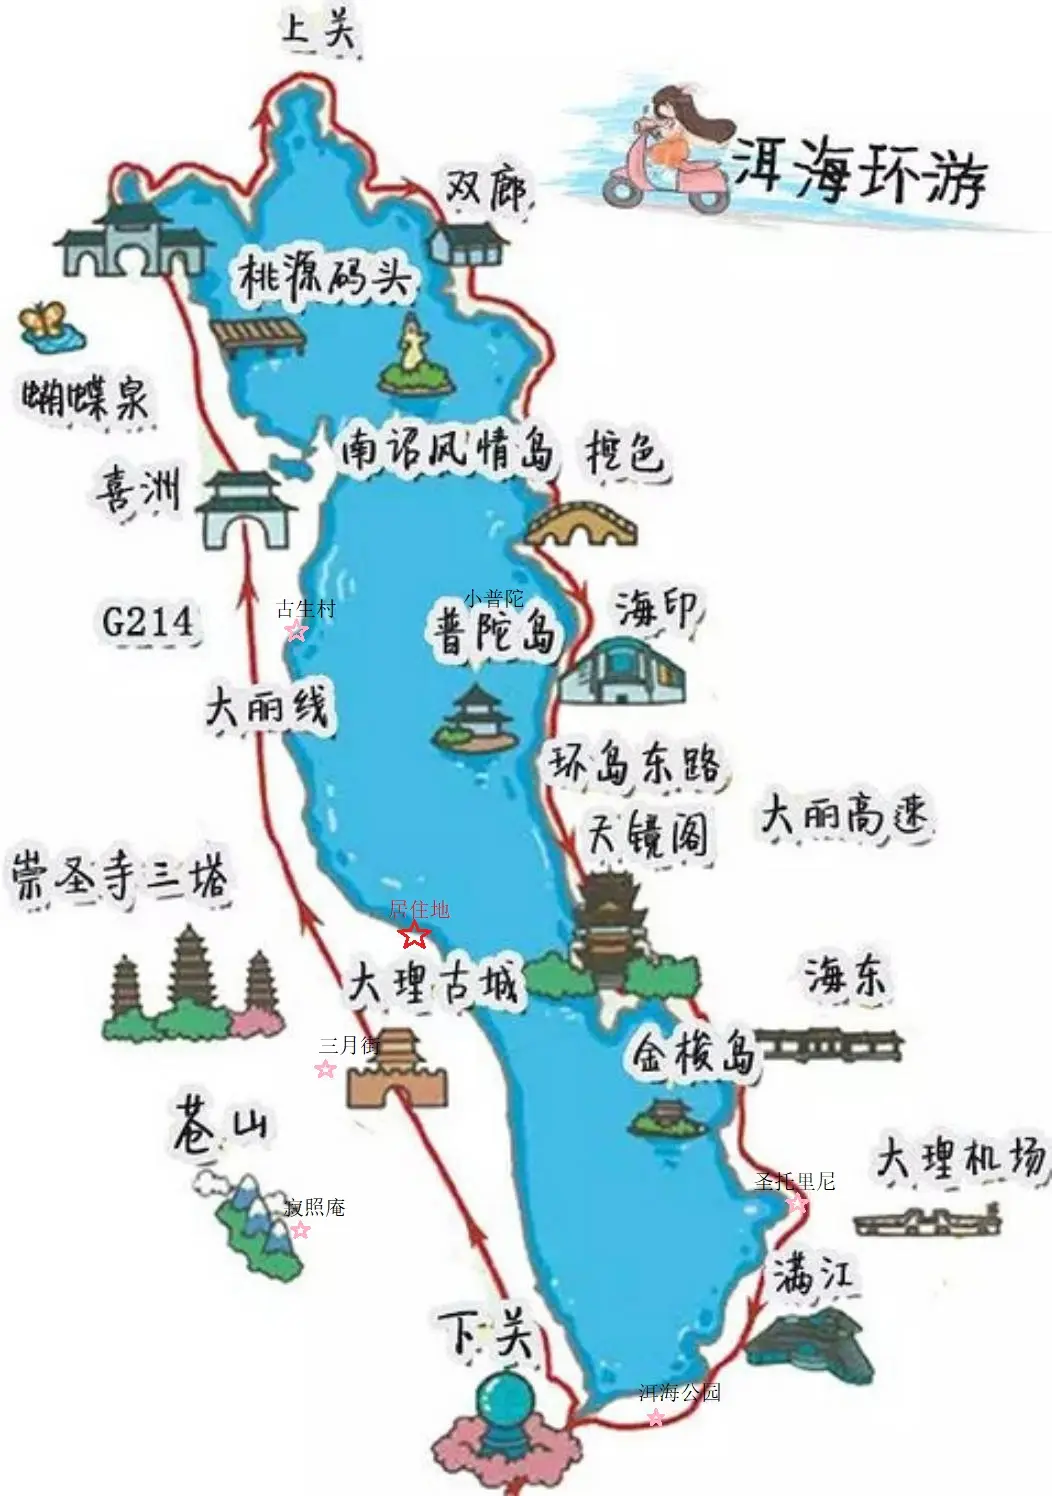 上关
洱海环游
双廊
桃源码头
蝴蝶泉
南诏风情岛
挖色
喜洲
小普陀
古生村
海印
G214
普陀岛
大丽线
环岛东路
大丽高速
天镜阁
崇圣寺三塔
居住地
海东
大理古城
三月街
金梭岛
苍山
大理机场
圣托里尼
寂照庵
满江
下关
洱海公园